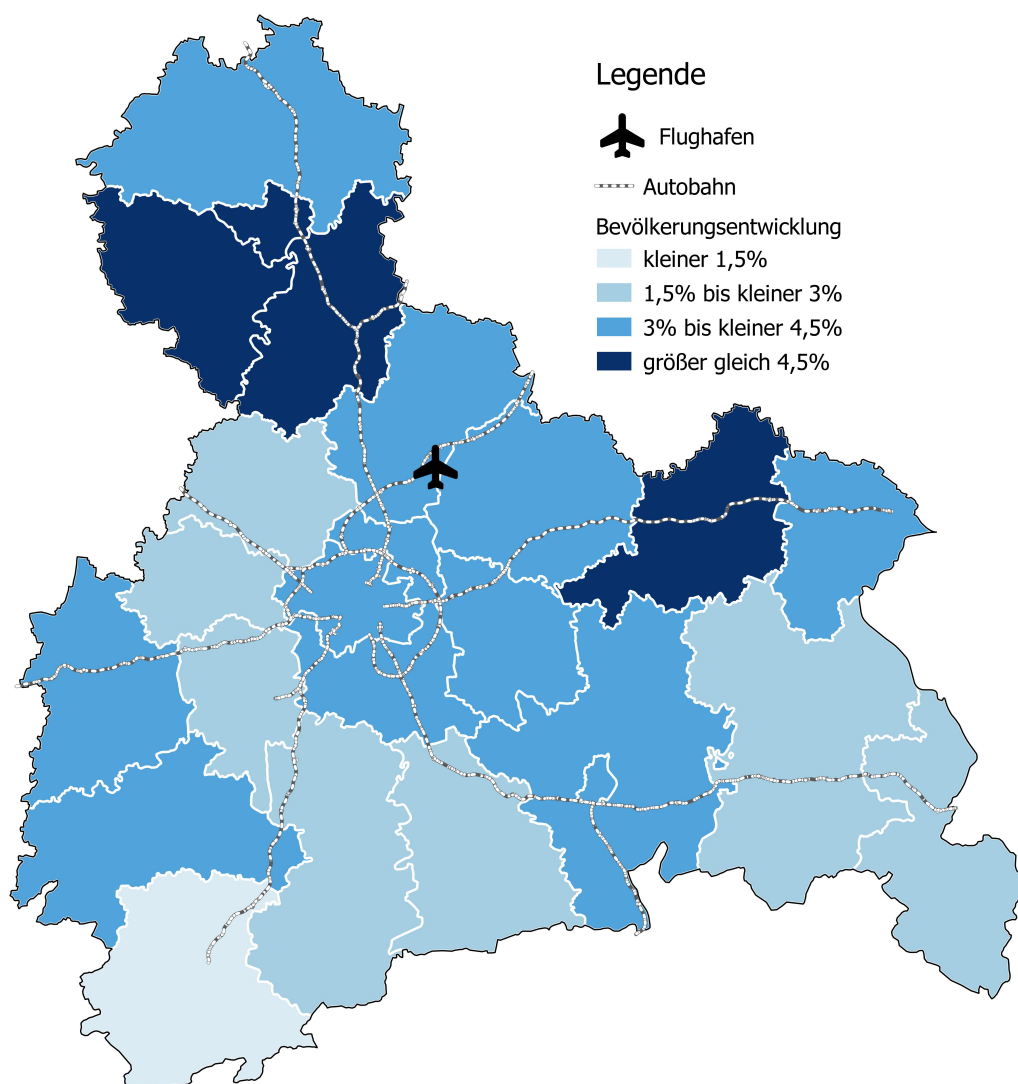 Legende
Flughafen
Autobahn
Bevölkerungsentwicklung
kleiner 1,5%
1,5% bis kleiner 3%
3% bis kleiner 4,5%
größer gleich 4,5%